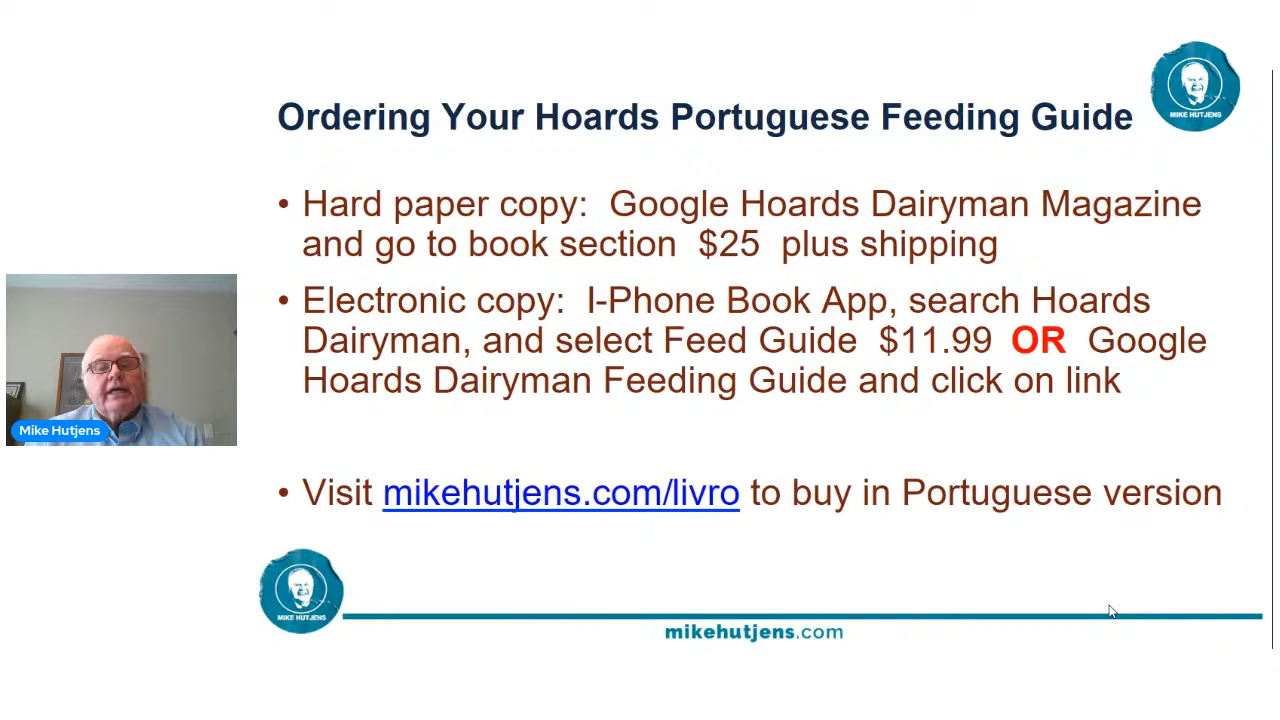 MIKE HUTJENS
Ordering Your Hoards Portuguese Feeding Guide
• Hard paper copy:  Google Hoards Dairyman Magazine
and go to book section  $25  plus shipping
• Electronic copy:  I-Phone Book App, search Hoards
Dairyman, and select Feed Guide  $11.99  OR  Google
Hoards Dairyman Feeding Guide and click on link
Mike Hutjens
• Visit mikehutjens.com/livro to buy in Portuguese version
MIKE HUTJENS
mikehutjens.com